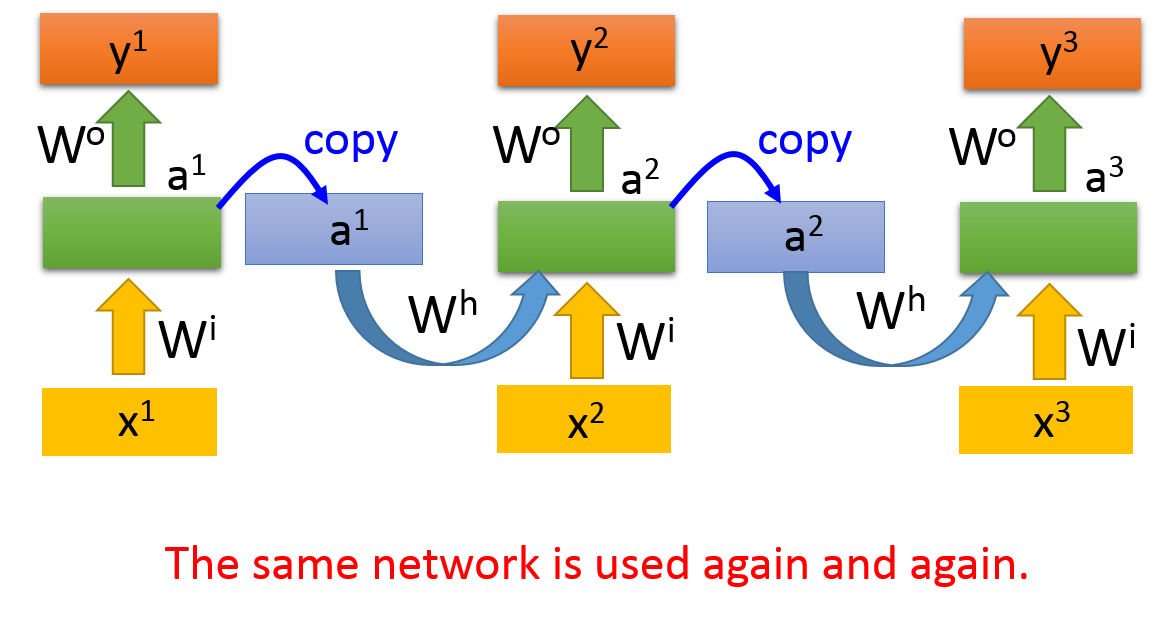 y¹ y² y³
Wᵒ copy Wᵒ copy Wᵒ
a¹ a² a³
a¹ a²
Wʰ Wʰ
Wⁱ Wⁱ Wⁱ
x¹ x² x³
The same network is used again and again.